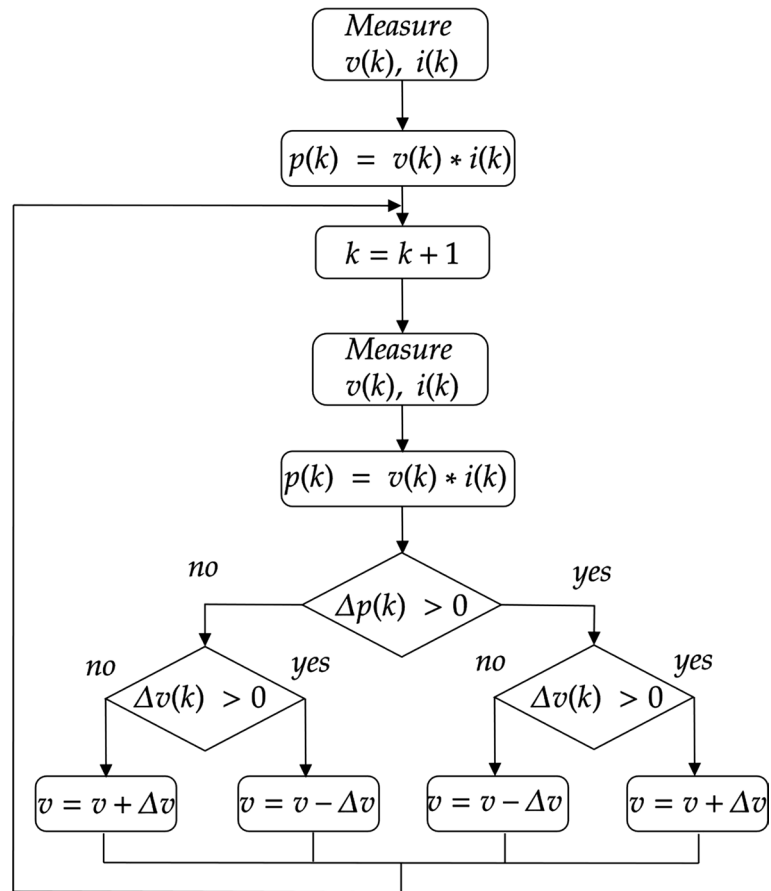 Measure
v(k), i(k)
p(k) = v(k) * i(k)
k = k + 1
Measure
v(k), i(k)
p(k) = v(k) * i(k)
no
yes
Δp(k) > 0
no
yes
no
yes
Δv(k) > 0
Δv(k) > 0
v = v + Δv
v = v − Δv
v = v − Δv
v = v + Δv